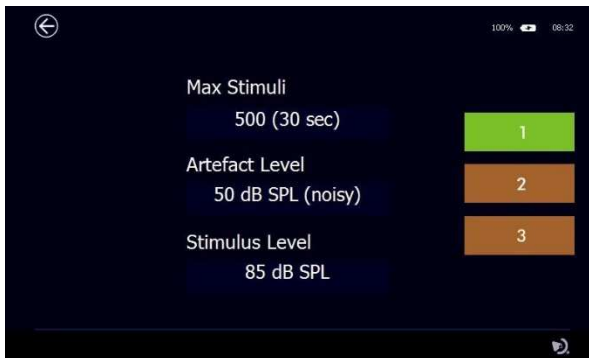 100% 08:32
Max Stimuli
500 (30 sec)
1
Artefact Level
2
50 dB SPL (noisy)
3
Stimulus Level
85 dB SPL